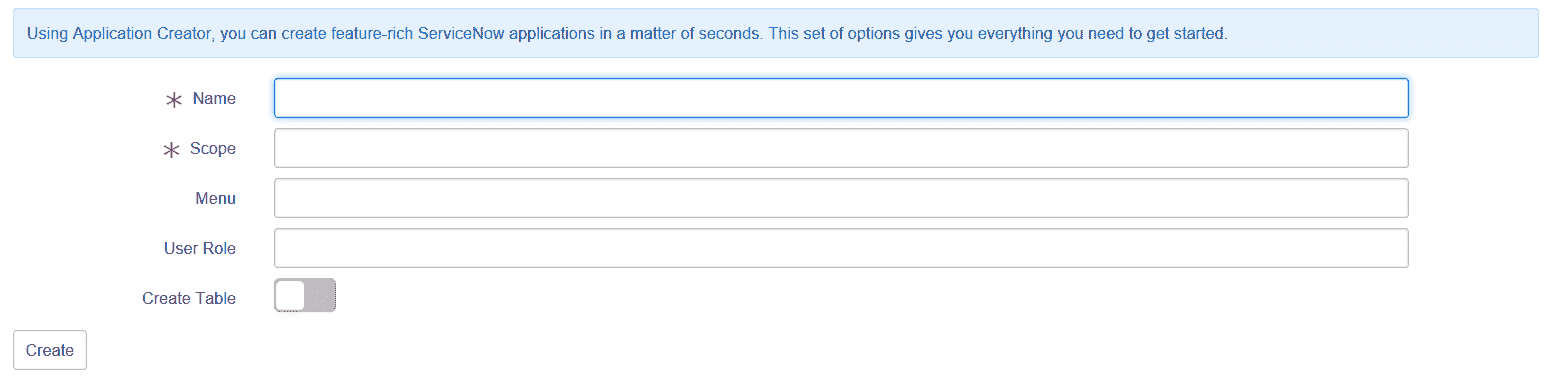 Using Application Creator, you can create feature-rich ServiceNow applications in a matter of seconds. This set of options gives you everything you need to get started.
* Name
* Scope
Menu
User Role
Create Table
Create